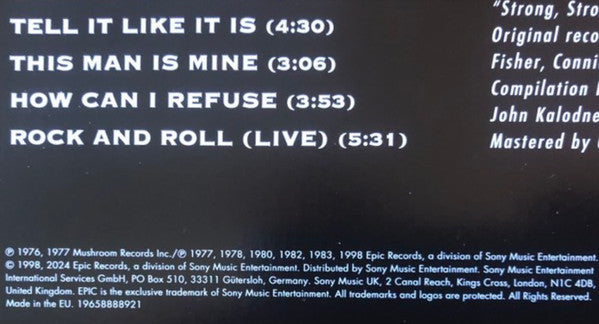 TELL IT LIKE IT IS (4:30)
THIS MAN IS MINE (3:06)
HOW CAN I REFUSE (3:53)
ROCK AND ROLL (LIVE) (5:31)
"Strong, Stro
Original reco
Fisher, Conni
Compilation
John Kalodne
Mastered by
℗ 1976, 1977 Mushroom Records Inc./℗ 1977, 1978, 1980, 1982, 1983, 1998 Epic Records, a division of Sony Music Entertainment.
© 1998, 2024 Epic Records, a division of Sony Music Entertainment. Distributed by Sony Music Entertainment. Sony Music Entertainment
International Services GmbH, PO Box 510, 33311 Gütersloh, Germany. Sony Music UK, 2 Canal Reach, Kings Cross, London, N1C 4DB,
United Kingdom. EPIC is the exclusive trademark of Sony Music Entertainment. All trademarks and logos are protected. All Rights Reserved.
Made in the EU. 19658888921